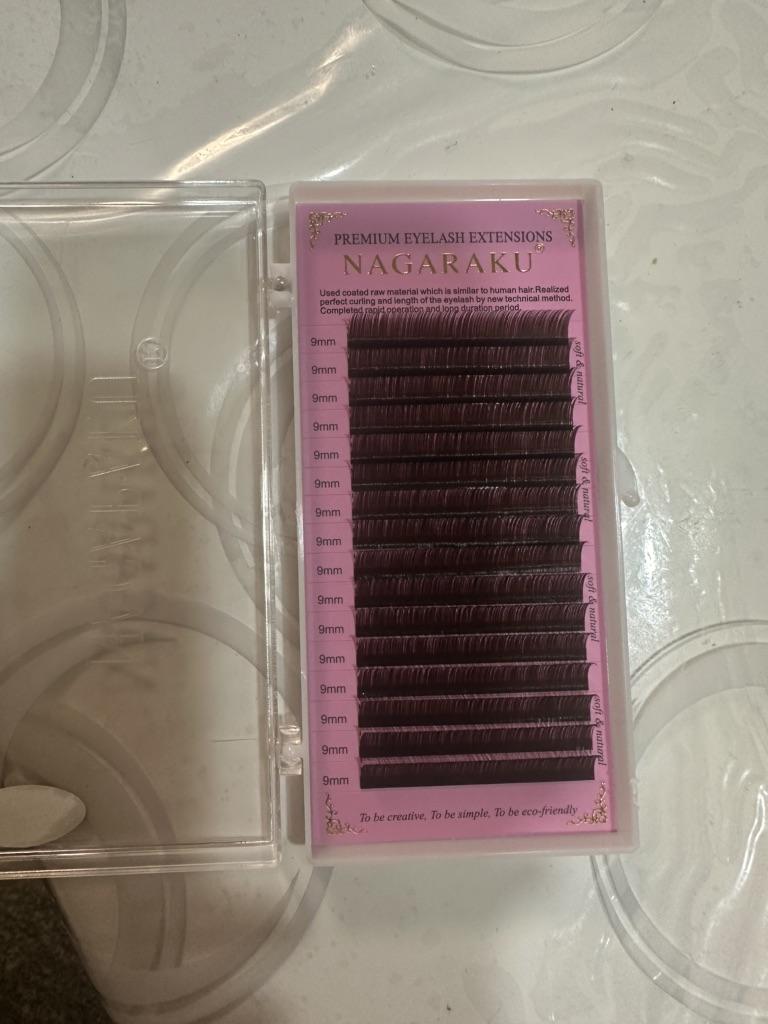 PREMIUM EYELASH EXTENSIONS
NAGARAKU®
Used coated raw material which is similar to human hair.Realized
perfect curling and length of the eyelash by new technical method.
Completed rapid operation and long duration period.
9mm
9mm
soft & natural
9mm
9mm
9mm
9mm
soft & natural
9mm
9mm
9mm
9mm
soft & natural
9mm
9mm
9mm
9mm
soft & natural
9mm
9mm
To be creative, To be simple, To be eco-friendly